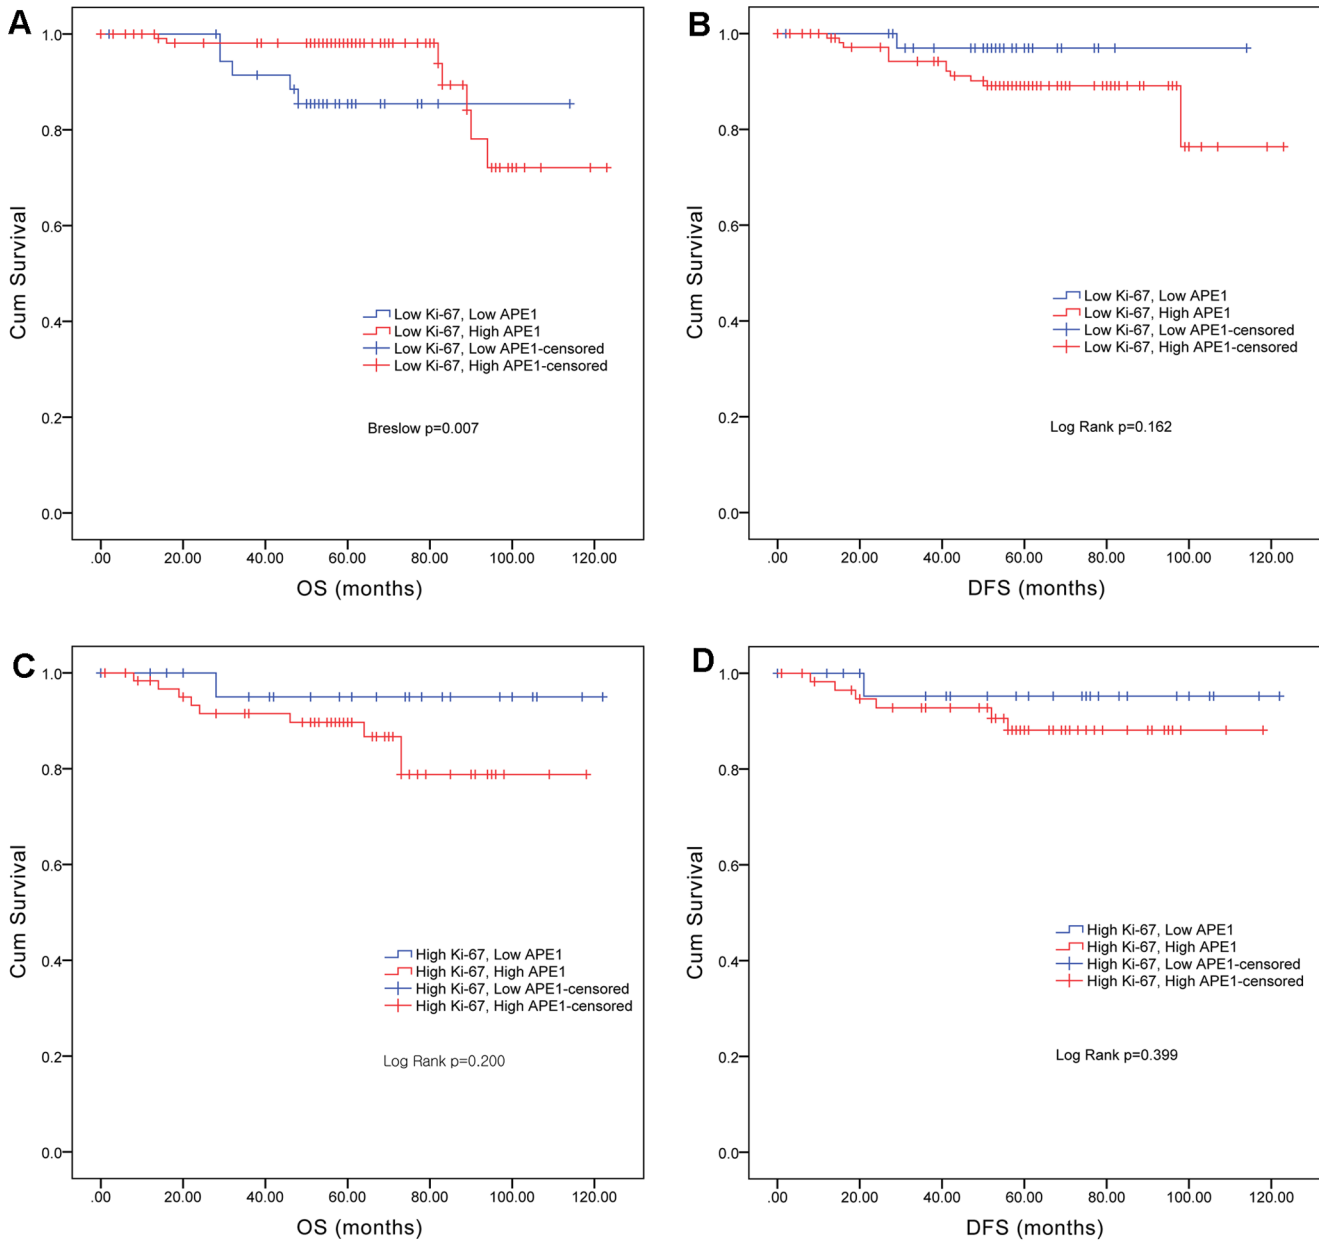 A
1.0
0.8
0.6
0.4
0.2
0.0
Cum Survival
Low Ki-67, Low APE1
Low Ki-67, High APE1
Low Ki-67, Low APE1-censored
Low Ki-67, High APE1-censored
Breslow p=0.007
.00 20.00 40.00 60.00 80.00 100.00 120.00
OS (months)
B
1.0
0.8
0.6
0.4
0.2
0.0
Cum Survival
Low Ki-67, Low APE1
Low Ki-67, High APE1
Low Ki-67, Low APE1-censored
Low Ki-67, High APE1-censored
Log Rank p=0.162
.00 20.00 40.00 60.00 80.00 100.00 120.00
DFS (months)
C
1.0
0.8
0.6
0.4
0.2
0.0
Cum Survival
High Ki-67, Low APE1
High Ki-67, High APE1
High Ki-67, Low APE1-censored
High Ki-67, High APE1-censored
Log Rank p=0.200
.00 20.00 40.00 60.00 80.00 100.00 120.00
OS (months)
D
1.0
0.8
0.6
0.4
0.2
0.0
Cum Survival
High Ki-67, Low APE1
High Ki-67, High APE1
High Ki-67, Low APE1-censored
High Ki-67, High APE1-censored
Log Rank p=0.399
.00 20.00 40.00 60.00 80.00 100.00 120.00
DFS (months)